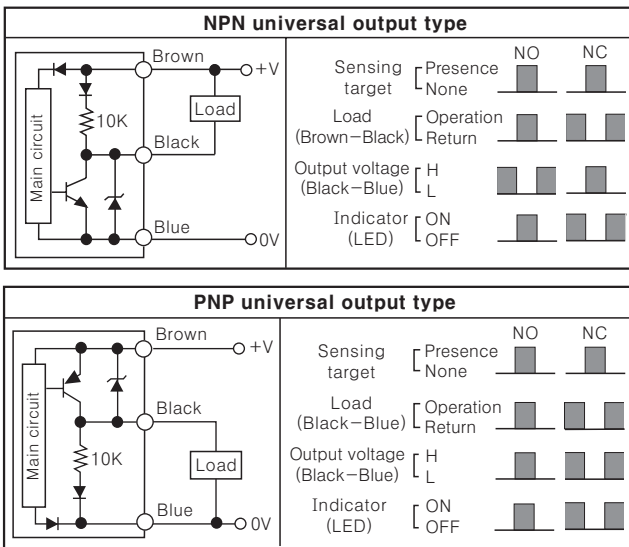 NPN universal output type
Brown
+V
Load
10K
Black
Main circuit
Blue
0V
NO NC
Sensing target Presence None
Load (Brown−Black) Operation Return
Output voltage (Black−Blue) H L
Indicator (LED) ON OFF
PNP universal output type
Brown
+V
Black
Main circuit
10K
Load
Blue
0V
NO NC
Sensing target Presence None
Load (Black−Blue) Operation Return
Output voltage (Black−Blue) H L
Indicator (LED) ON OFF